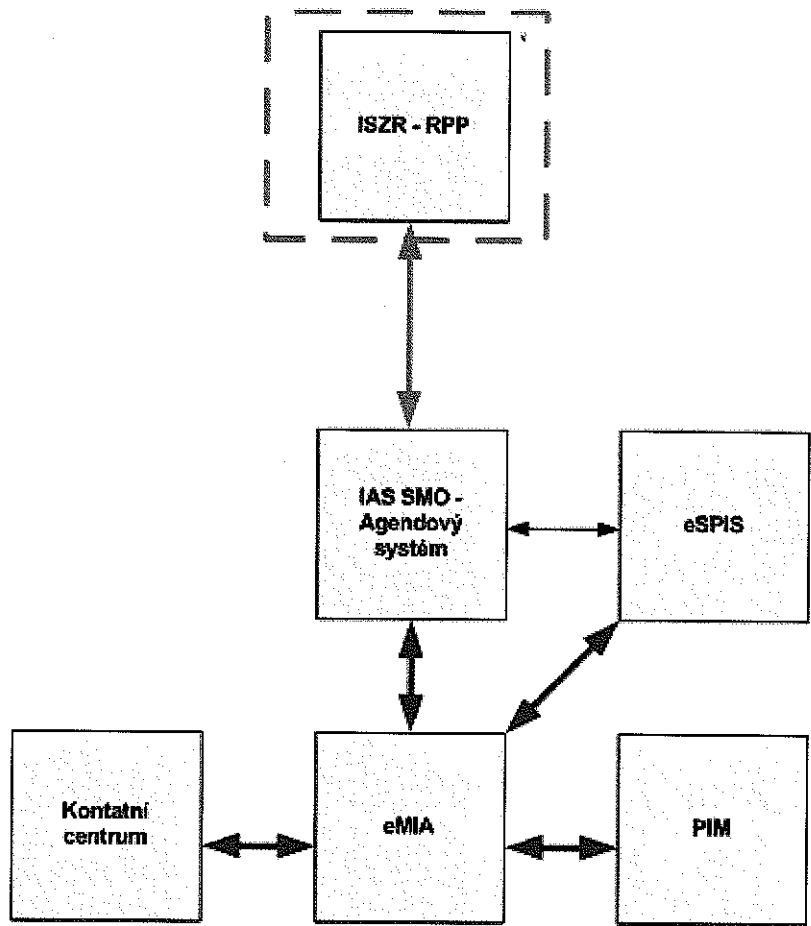 ISZR - RPP
IAS SMO -
Agendový
systém
eSPIS
Kontatní
centrum
eMIA
PIM